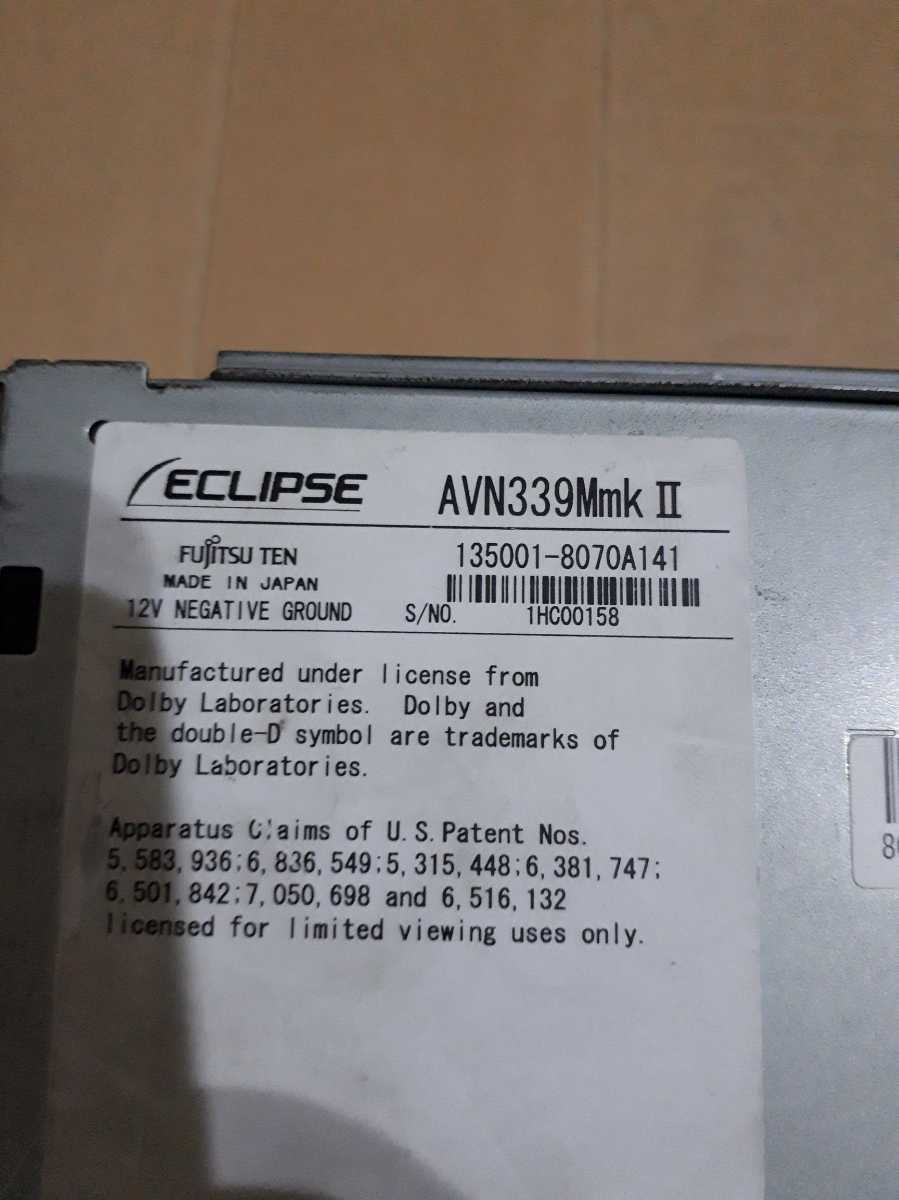 ECLIPSE AVN339Mmk II
FUJITSU TEN 135001-8070A141
MADE IN JAPAN
12V NEGATIVE GROUND S/NO. 1HC00158
Manufactured under license from
Dolby Laboratories. Dolby and
the double-D symbol are trademarks of
Dolby Laboratories.
Apparatus Claims of U.S. Patent Nos.
5,583,936;6,836,549;5,315,448;6,381,747;
6,501,842;7,050,698 and 6,516,132
licensed for limited viewing uses only.